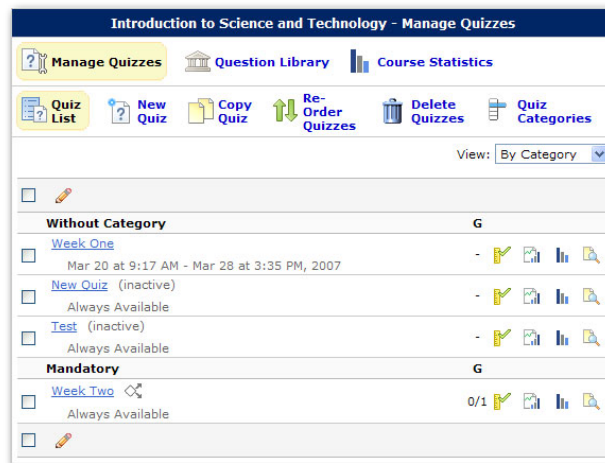 Introduction to Science and Technology - Manage Quizzes
Manage Quizzes Question Library Course Statistics
Quiz List New Quiz Copy Quiz Re-Order Quizzes Delete Quizzes Quiz Categories
View: By Category
Without Category G
Week One -
Mar 20 at 9:17 AM - Mar 28 at 3:35 PM, 2007
New Quiz (inactive) -
Always Available
Test (inactive) -
Always Available
Mandatory G
Week Two 0/1
Always Available